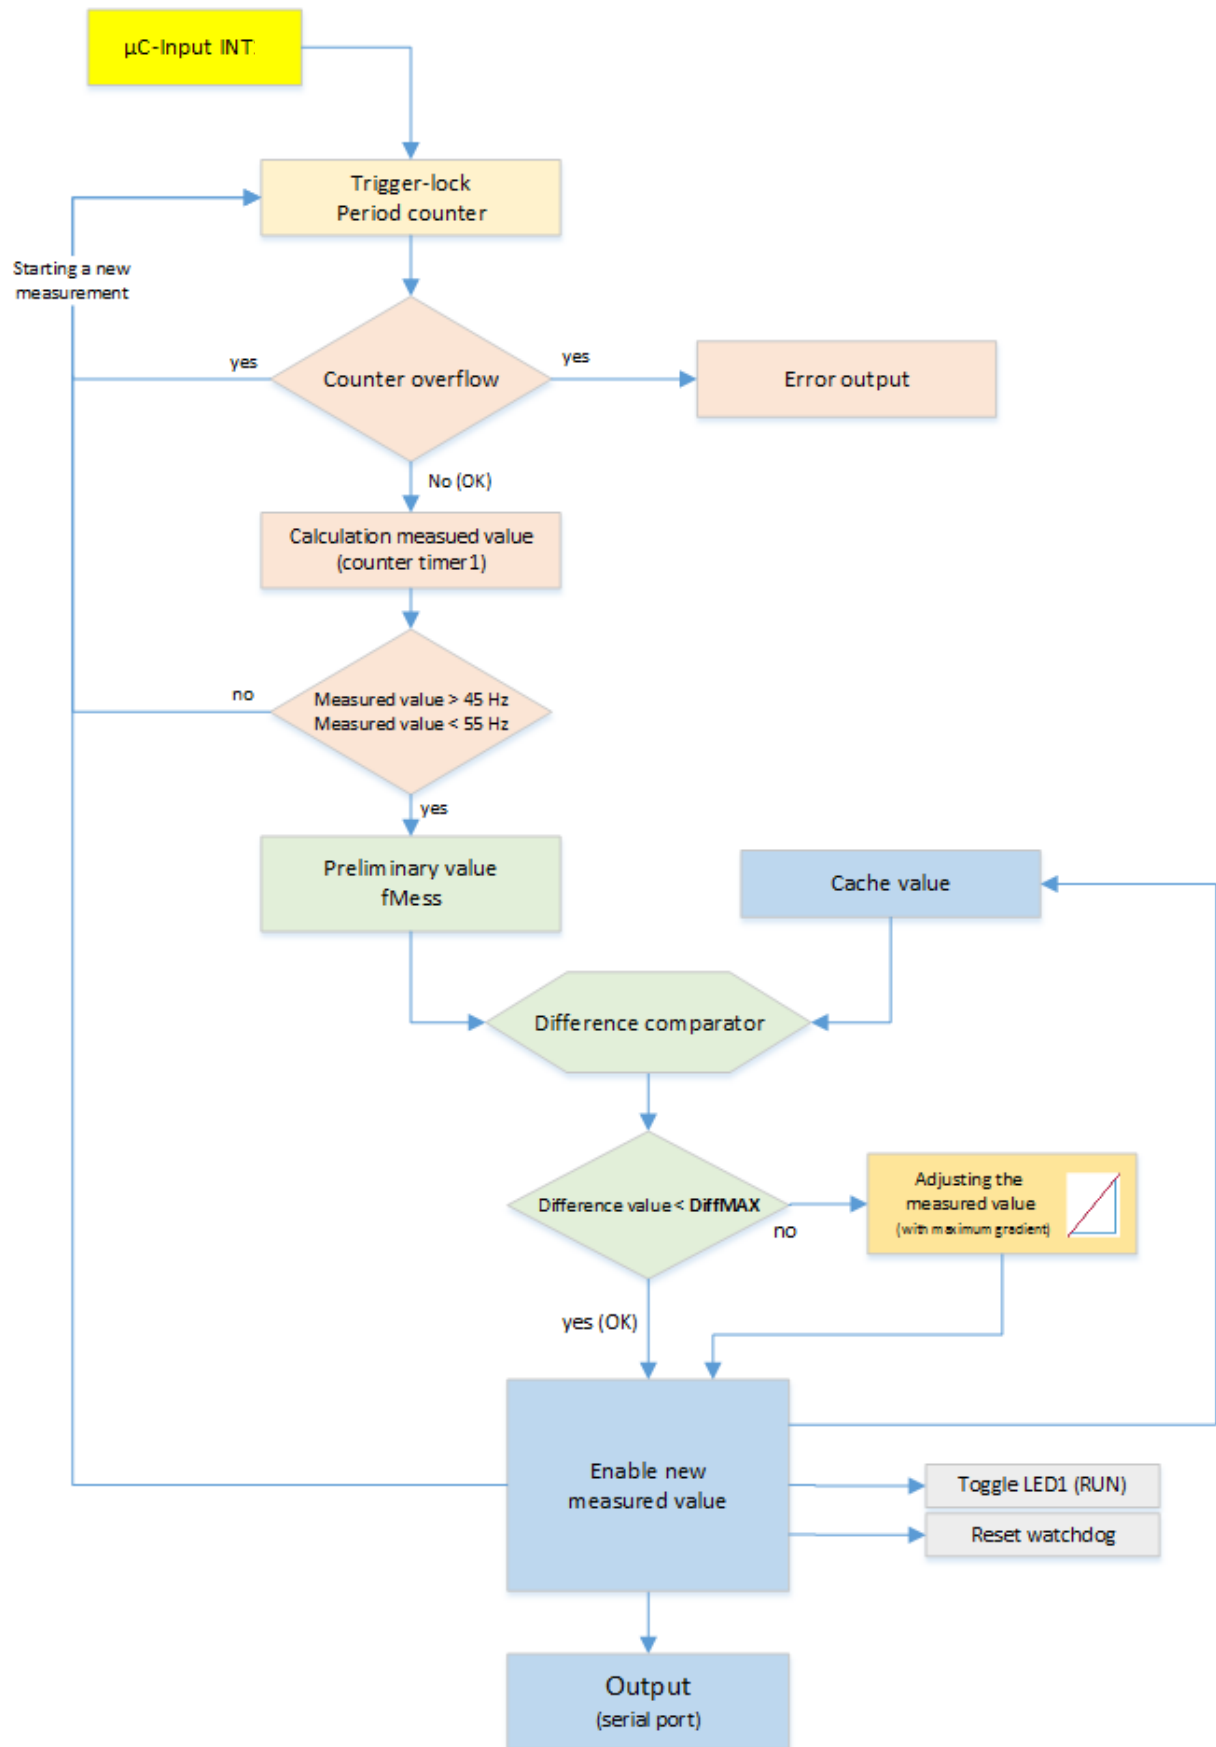 µC-Input INT
Trigger-lock
Period counter
Starting a new
measurement
yes
Counter overflow
yes
Error output
No (OK)
Calculation measued value
(counter timer1)
no
Measured value > 45 Hz
Measured value < 55 Hz
yes
Preliminary value
fMess
Cache value
Difference comparator
Difference value < DiffMAX
no
Adjusting the
measured value
(with maximum gradient)
yes (OK)
Enable new
measured value
Toggle LED1 (RUN)
Reset watchdog
Output
(serial port)